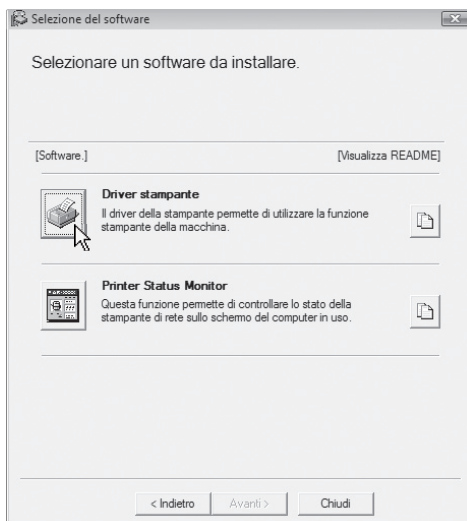 Selezione del software
Selezionare un software da installare.
[Software.] [Visualizza README]
Driver stampante
Il driver della stampante permette di utilizzare la funzione
stampante della macchina.
Printer Status Monitor
Questa funzione permette di controllare lo stato della
stampante di rete sullo schermo del computer in uso.
< Indietro Avanti > Chiudi